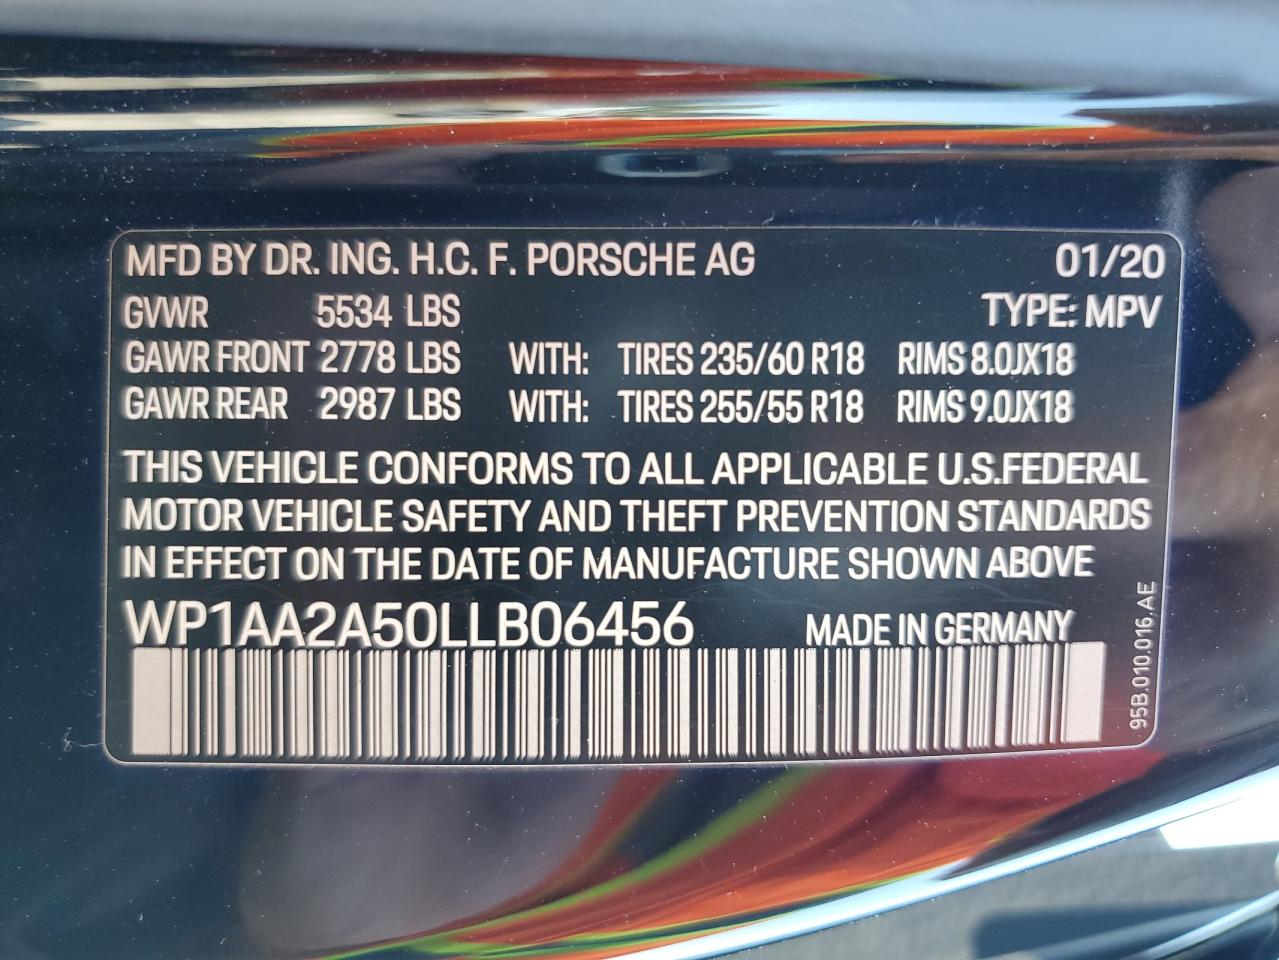 MFD BY DR. ING. H.C. F. PORSCHE AG 01/20
GVWR 5534 LBS TYPE: MPV
GAWR FRONT 2778 LBS WITH: TIRES 235/60 R18 RIMS 8.0JX18
GAWR REAR 2987 LBS WITH: TIRES 255/55 R18 RIMS 9.0JX18
THIS VEHICLE CONFORMS TO ALL APPLICABLE U.S.FEDERAL
MOTOR VEHICLE SAFETY AND THEFT PREVENTION STANDARDS
IN EFFECT ON THE DATE OF MANUFACTURE SHOWN ABOVE
WP1AA2A50LLB06456 MADE IN GERMANY
95B.010.016.AE